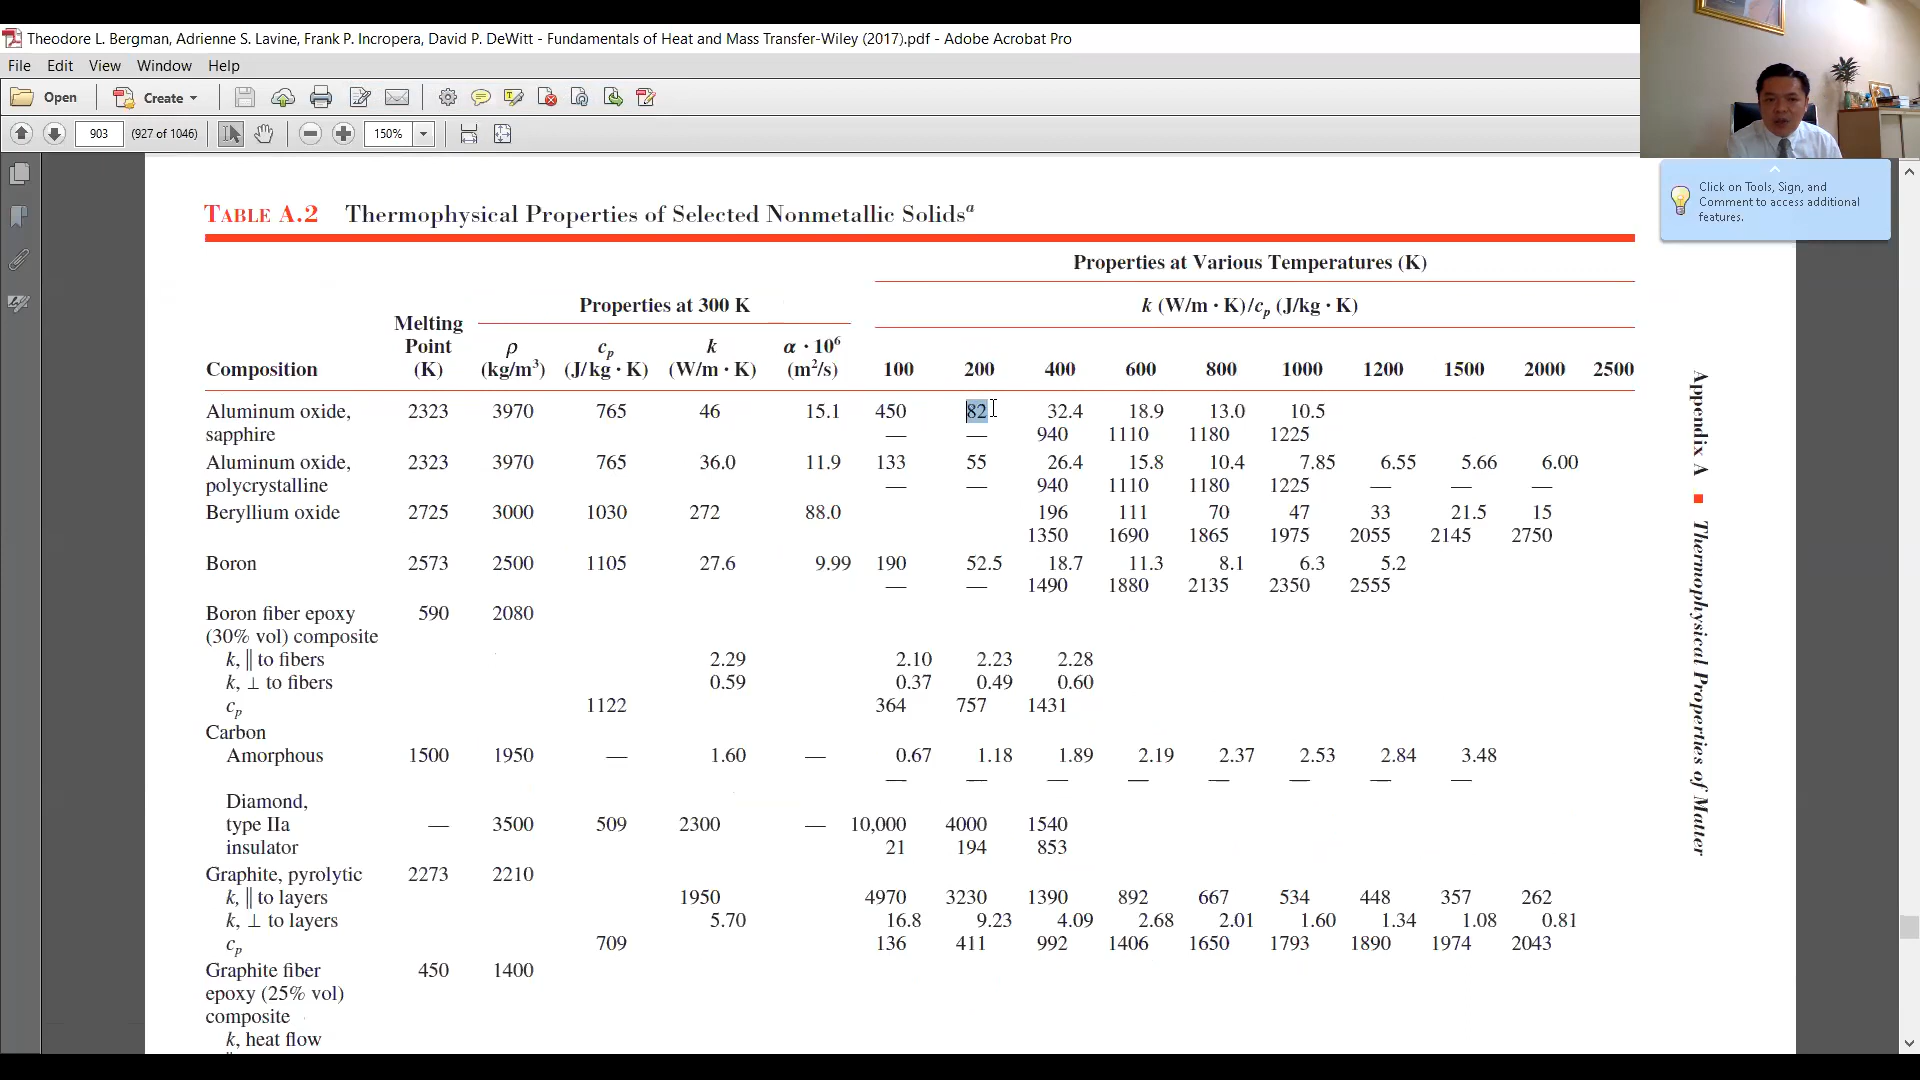 Theodore L. Bergman, Adrienne S. Lavine, Frank P. Incropera, David P. DeWitt - Fundamentals of Heat and Mass Transfer-Wiley (2017).pdf - Adobe Acrobat Pro
File Edit View Window Help
Open Create
903 (927 of 1046) 150%
Click on Tools, Sign, and
Comment to access additional
features.
TABLE A.2 Thermophysical Properties of Selected Nonmetallic Solidsᵃ
Properties at Various Temperatures (K)
Properties at 300 K k (W/m · K)/cp (J/kg · K)
Melting
Point ρ cp k α · 10⁶
Composition (K) (kg/m³) (J/kg · K) (W/m · K) (m²/s) 100 200 400 600 800 1000 1200 1500 2000 2500
Aluminum oxide, 2323 3970 765 46 15.1 450 82 32.4 18.9 13.0 10.5
sapphire — — 940 1110 1180 1225
Aluminum oxide, 2323 3970 765 36.0 11.9 133 55 26.4 15.8 10.4 7.85 6.55 5.66 6.00
polycrystalline — — 940 1110 1180 1225 — — —
Beryllium oxide 2725 3000 1030 272 88.0 196 111 70 47 33 21.5 15
1350 1690 1865 1975 2055 2145 2750
Boron 2573 2500 1105 27.6 9.99 190 52.5 18.7 11.3 8.1 6.3 5.2
— — 1490 1880 2135 2350 2555
Boron fiber epoxy 590 2080
(30% vol) composite
k, || to fibers 2.29 2.10 2.23 2.28
k, ⊥ to fibers 0.59 0.37 0.49 0.60
cp 1122 364 757 1431
Carbon
Amorphous 1500 1950 — 1.60 — 0.67 1.18 1.89 2.19 2.37 2.53 2.84 3.48
— — — — — — — —
Diamond,
type IIa — 3500 509 2300 — 10,000 4000 1540
insulator 21 194 853
Graphite, pyrolytic 2273 2210
k, || to layers 1950 4970 3230 1390 892 667 534 448 357 262
k, ⊥ to layers 5.70 16.8 9.23 4.09 2.68 2.01 1.60 1.34 1.08 0.81
cp 709 136 411 992 1406 1650 1793 1890 1974 2043
Graphite fiber 450 1400
epoxy (25% vol)
composite
k, heat flow
Appendix A ■ Thermophysical Properties of Matter